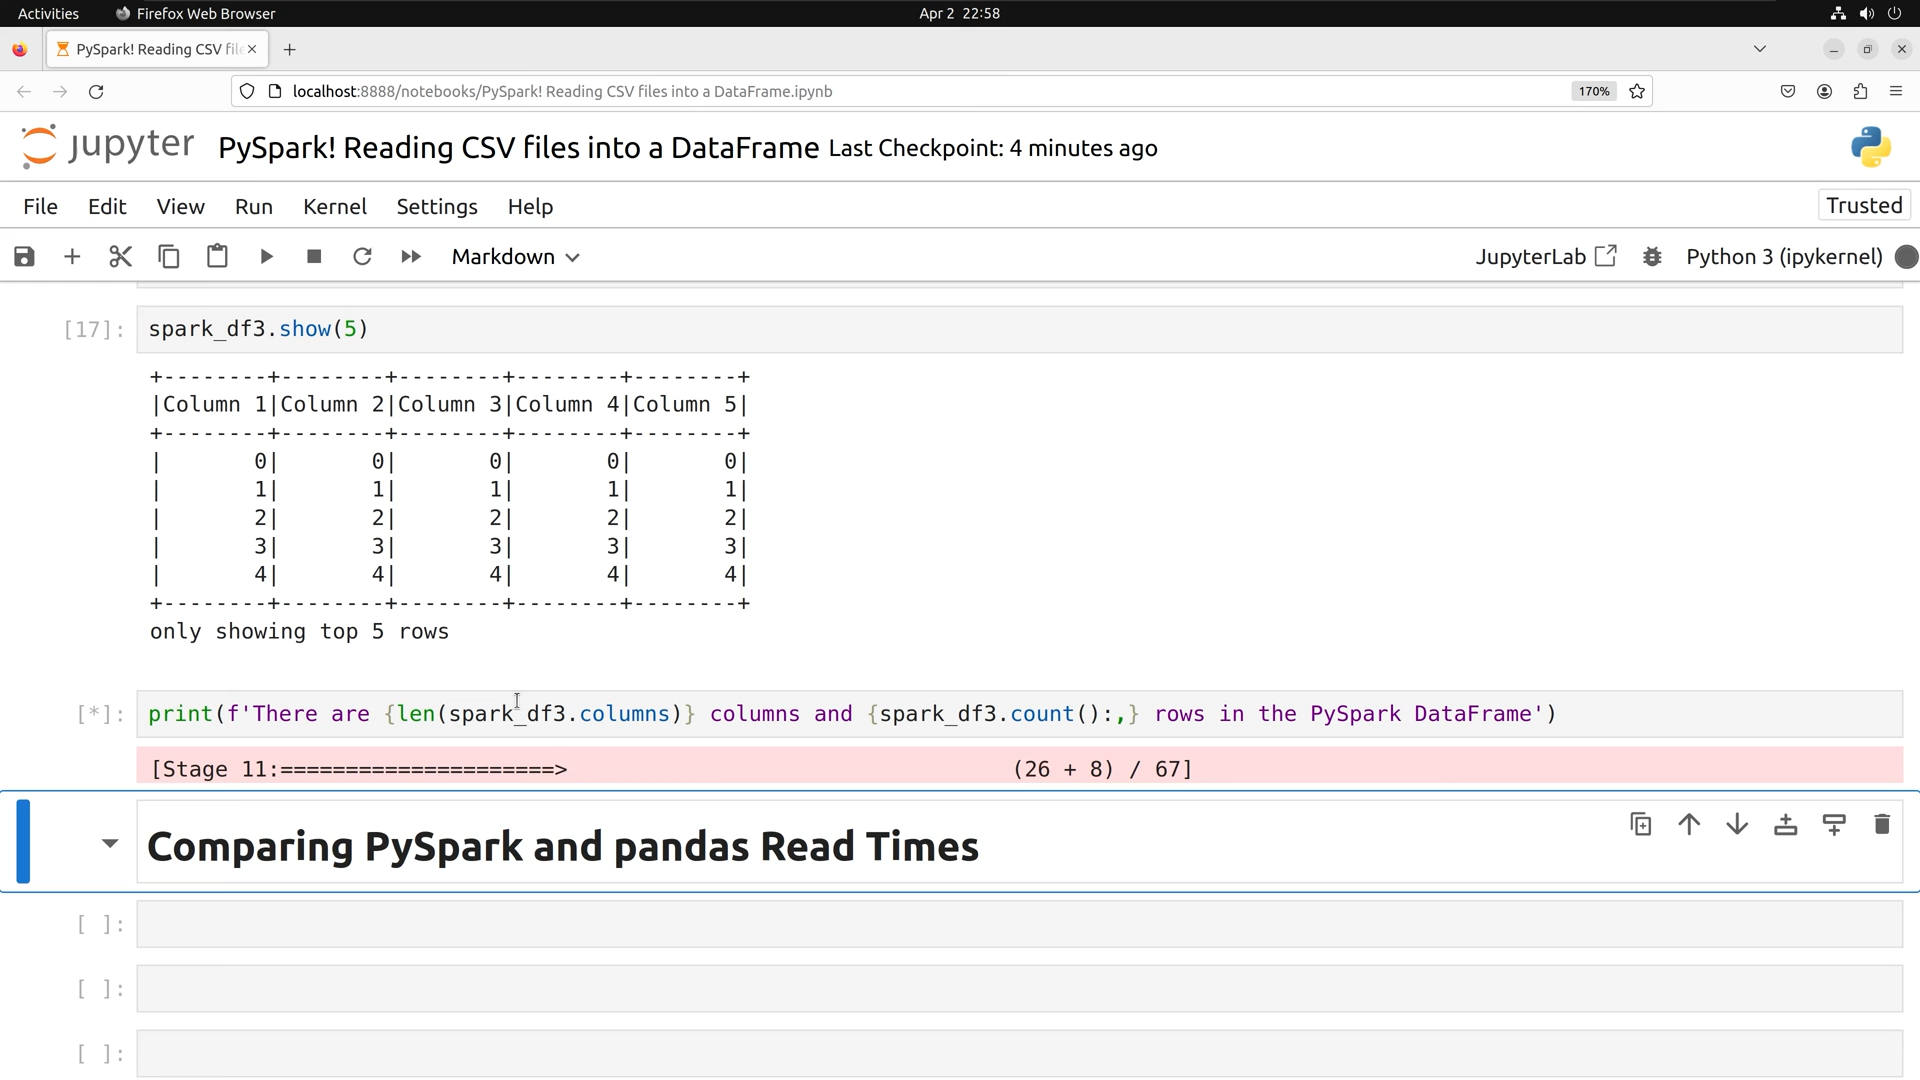 Activities Firefox Web Browser Apr 2 22:58
PySpark! Reading CSV file
localhost:8888/notebooks/PySpark! Reading CSV files into a DataFrame.ipynb 170%
jupyter PySpark! Reading CSV files into a DataFrame Last Checkpoint: 4 minutes ago
File Edit View Run Kernel Settings Help Trusted
Markdown JupyterLab Python 3 (ipykernel)
[17]: spark_df3.show(5)
+--------+--------+--------+--------+--------+
|Column 1|Column 2|Column 3|Column 4|Column 5|
+--------+--------+--------+--------+--------+
|       0|       0|       0|       0|       0|
|       1|       1|       1|       1|       1|
|       2|       2|       2|       2|       2|
|       3|       3|       3|       3|       3|
|       4|       4|       4|       4|       4|
+--------+--------+--------+--------+--------+
only showing top 5 rows
[*]: print(f'There are {len(spark_df3.columns)} columns and {spark_df3.count():,} rows in the PySpark DataFrame')
[Stage 11:=====================>                                  (26 + 8) / 67]
Comparing PySpark and pandas Read Times
[ ]:
[ ]:
[ ]: